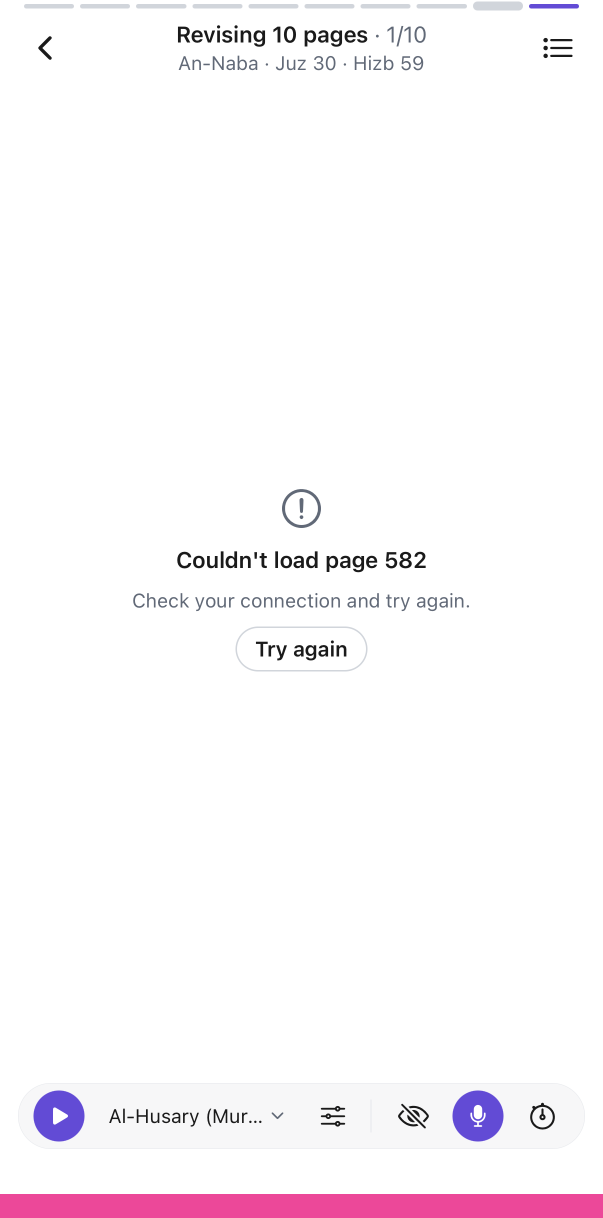 Revising 10 pages · 1/10
An-Naba · Juz 30 · Hizb 59
Couldn't load page 582
Check your connection and try again.
Try again
Al-Husary (Mur...